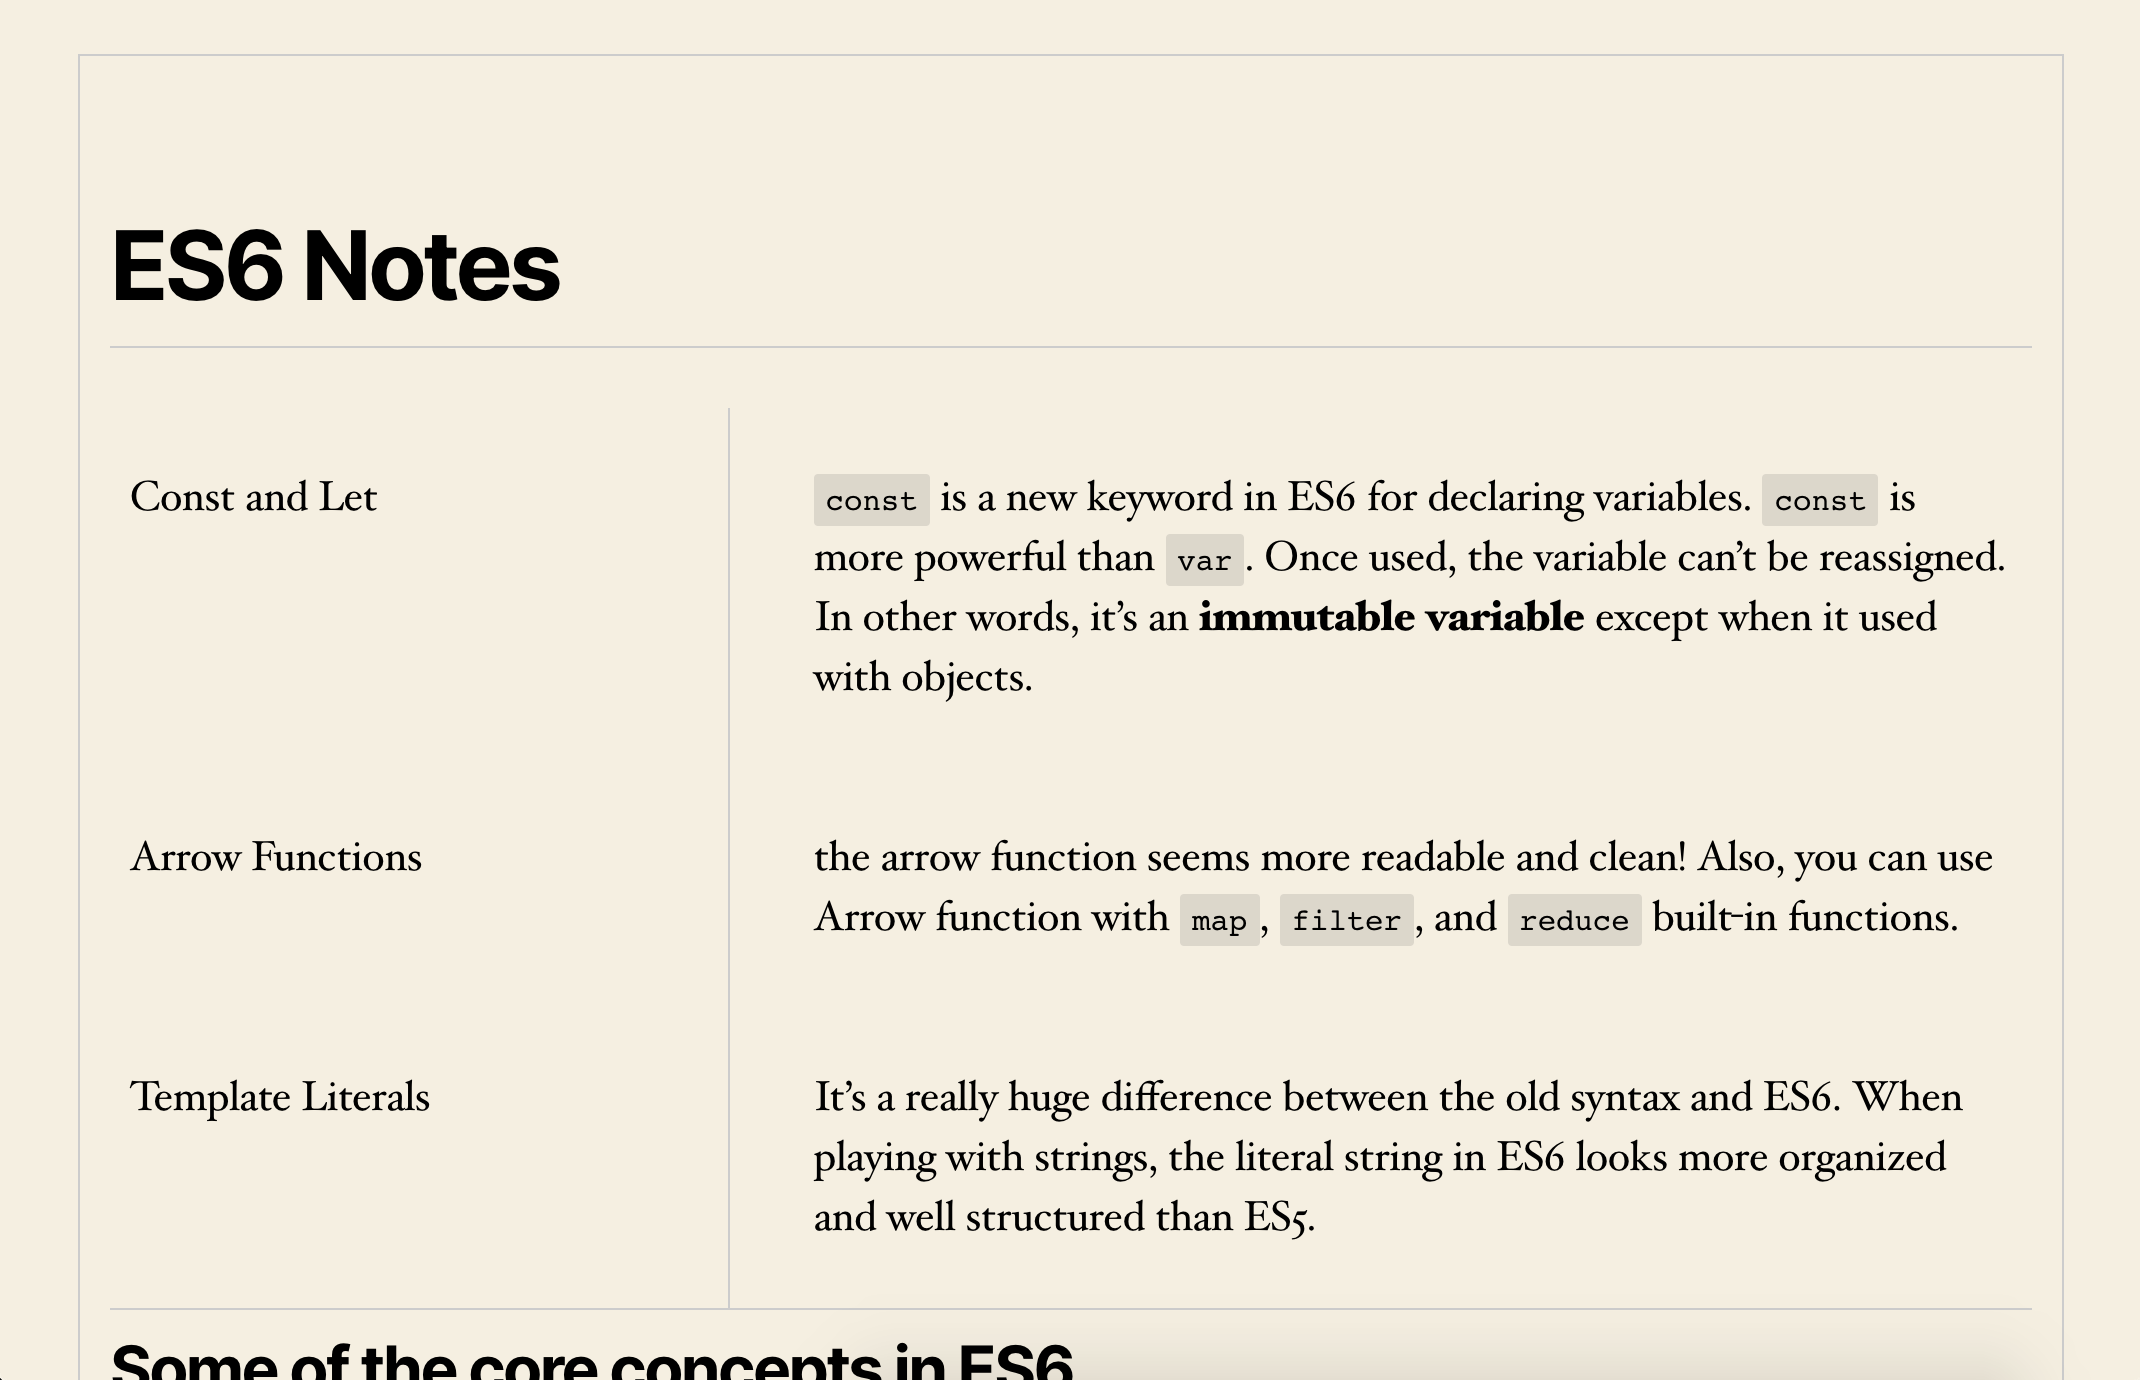 ES6 Notes
Const and Let
const is a new keyword in ES6 for declaring variables. const is
more powerful than var. Once used, the variable can’t be reassigned.
In other words, it’s an immutable variable except when it used
with objects.
Arrow Functions
the arrow function seems more readable and clean! Also, you can use
Arrow function with map, filter, and reduce built-in functions.
Template Literals
It’s a really huge difference between the old syntax and ES6. When
playing with strings, the literal string in ES6 looks more organized
and well structured than ES5.
Some of the core concepts in ES6